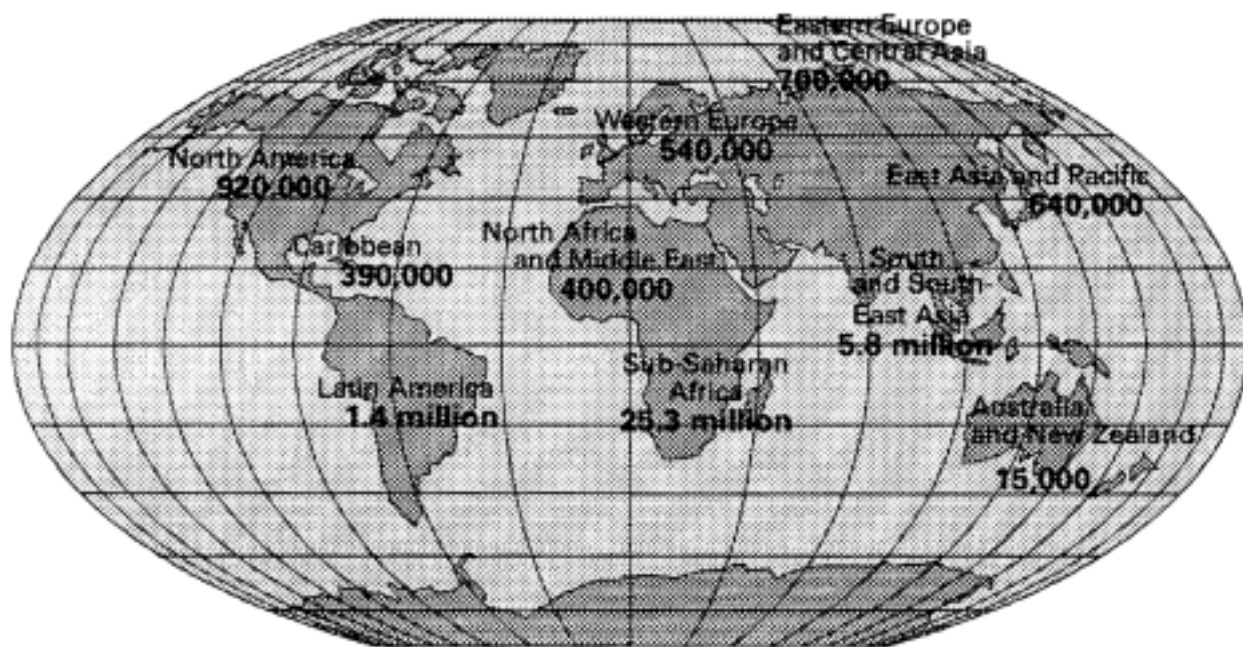 Eastern Europe
and Central Asia
700,000
Western Europe
540,000
North America
920,000
East Asia and Pacific
640,000
North Africa
and Middle East
400,000
Caribbean
390,000
South
and South-
East Asia
5.8 million
Sub-Saharan
Africa
25.3 million
Latin America
1.4 million
Australia
and New Zealand
15,000